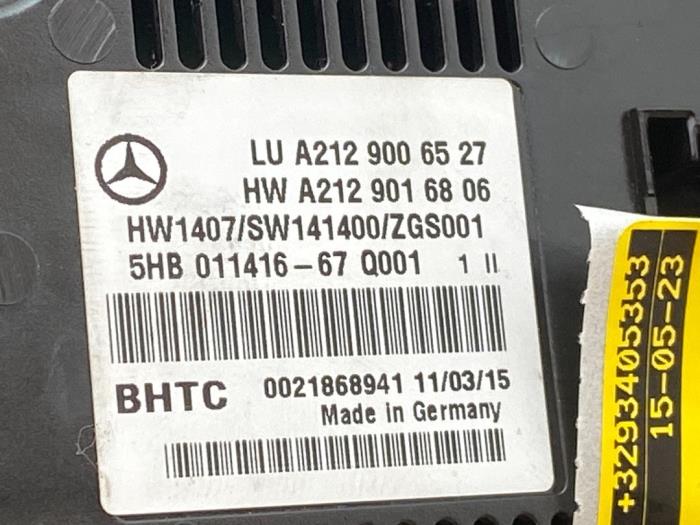 LU A212 900 65 27
HW A212 901 68 06
HW1407/SW141400/ZGS001
5HB 011416-67 Q001 1 II
BHTC 0021868941 11/03/15
Made in Germany
+3293405353
15-05-23